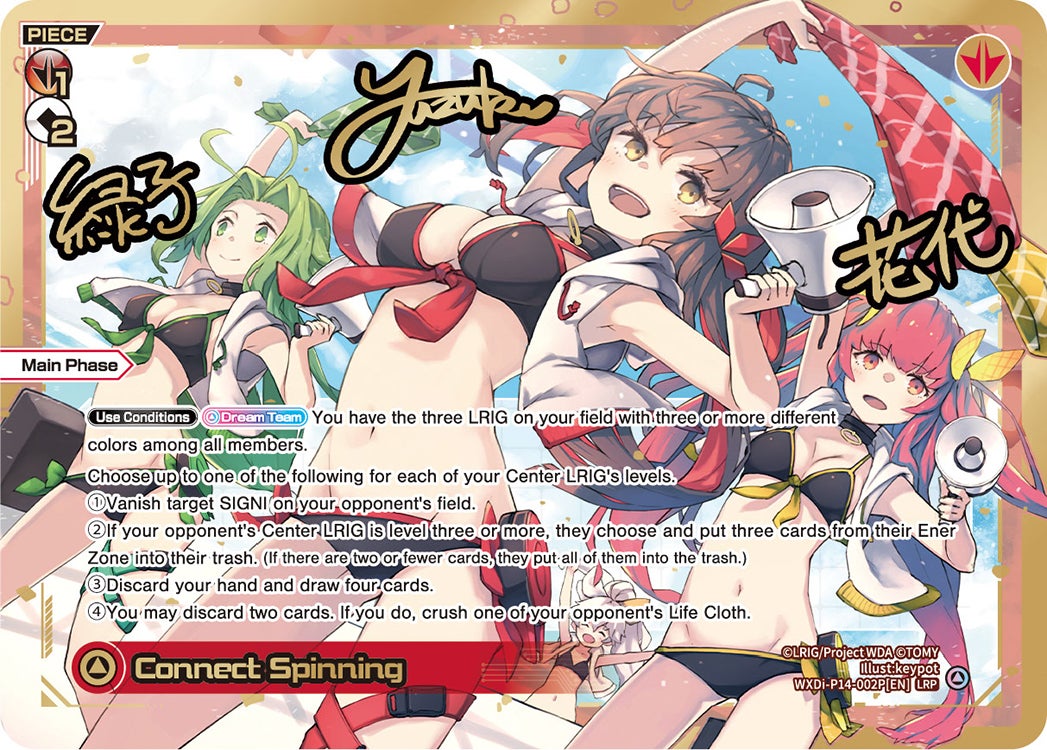 PIECE
1
2
緑子
Yuzuki
花代
Main Phase
Use Conditions Dream Team You have the three LRIG on your field with three or more different
colors among all members.
Choose up to one of the following for each of your Center LRIG's levels.
①Vanish target SIGNI on your opponent's field.
②If your opponent's Center LRIG is level three or more, they choose and put three cards from their Ener
Zone into their trash. (If there are two or fewer cards, they put all of them into the trash.)
③Discard your hand and draw four cards.
④You may discard two cards. If you do, crush one of your opponent's Life Cloth.
Connect Spinning
©LRIG/Project WDA ©TOMY
Illust:keypot
WXDi-P14-002P[EN] LRP